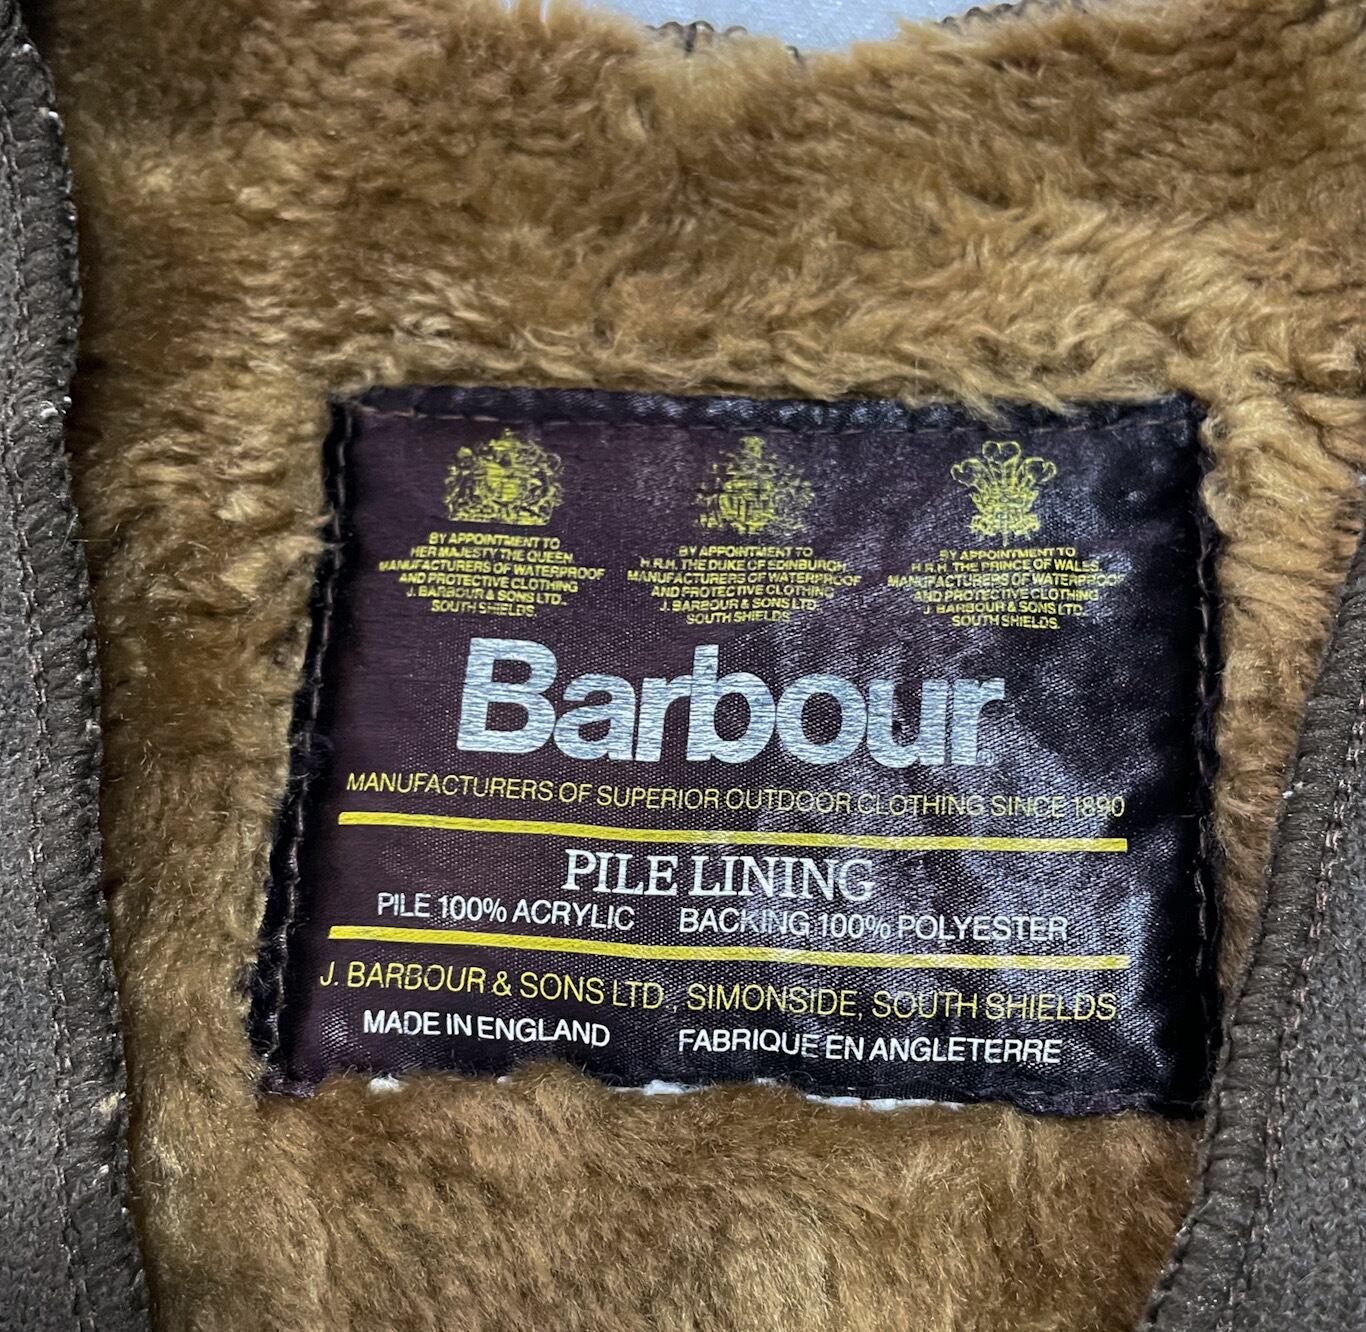 BY APPOINTMENT TO
HER MAJESTY THE QUEEN
MANUFACTURERS OF WATERPROOF
AND PROTECTIVE CLOTHING
J. BARBOUR & SONS LTD.,
SOUTH SHIELDS.
BY APPOINTMENT TO
H.R.H. THE DUKE OF EDINBURGH
MANUFACTURERS OF WATERPROOF
AND PROTECTIVE CLOTHING
J. BARBOUR & SONS LTD.
SOUTH SHIELDS.
BY APPOINTMENT TO
H.R.H. THE PRINCE OF WALES
MANUFACTURERS OF WATERPROOF
AND PROTECTIVE CLOTHING
J. BARBOUR & SONS LTD.
SOUTH SHIELDS.
Barbour
MANUFACTURERS OF SUPERIOR OUTDOOR CLOTHING SINCE 1890
PILE LINING
PILE 100% ACRYLIC BACKING 100% POLYESTER
J. BARBOUR & SONS LTD., SIMONSIDE, SOUTH SHIELDS.
MADE IN ENGLAND FABRIQUE EN ANGLETERRE